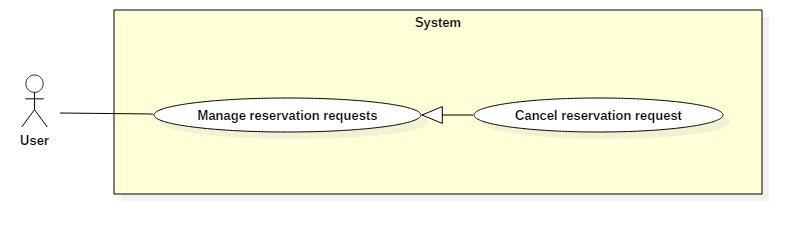 System
Manage reservation requests
Cancel reservation request
User